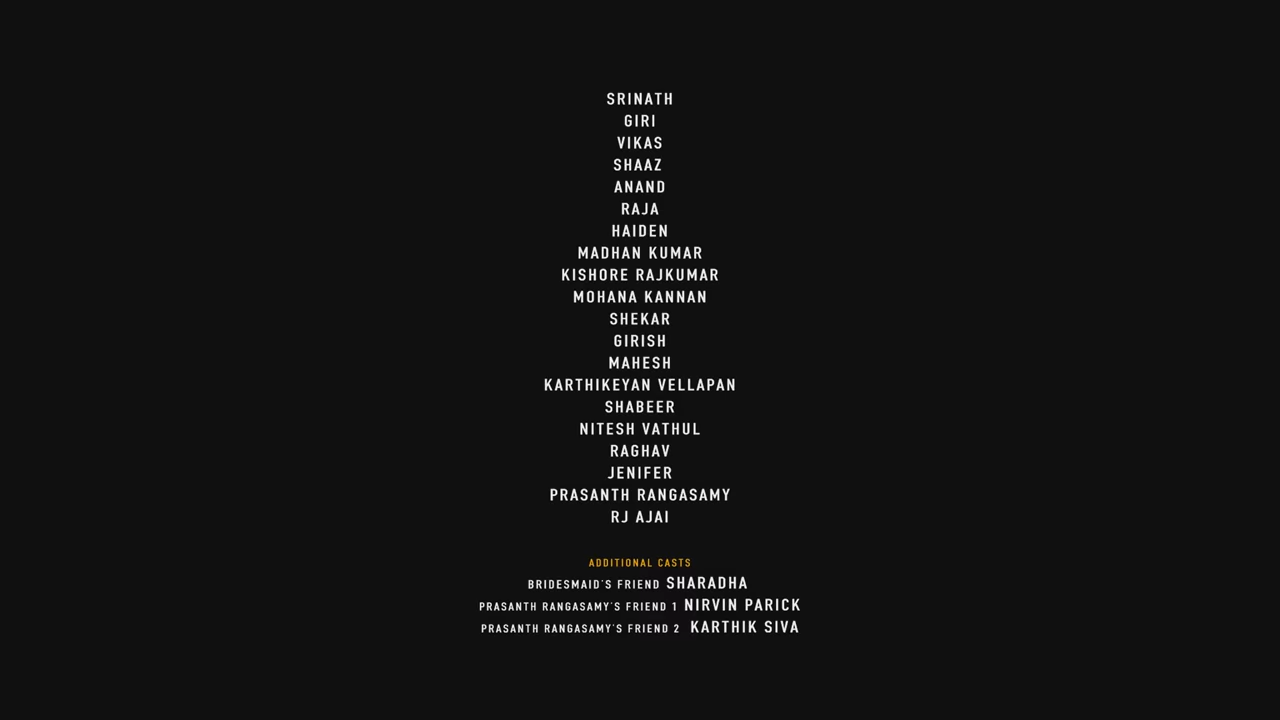 SRINATH
GIRI
VIKAS
SHAAZ
ANAND
RAJA
HAIDEN
MADHAN KUMAR
KISHORE RAJKUMAR
MOHANA KANNAN
SHEKAR
GIRISH
MAHESH
KARTHIKEYAN VELLAPAN
SHABEER
NITESH VATHUL
RAGHAV
JENIFER
PRASANTH RANGASAMY
RJ AJAI
ADDITIONAL CASTS
BRIDESMAID'S FRIEND SHARADHA
PRASANTH RANGASAMY'S FRIEND 1 NIRVIN PARICK
PRASANTH RANGASAMY'S FRIEND 2 KARTHIK SIVA